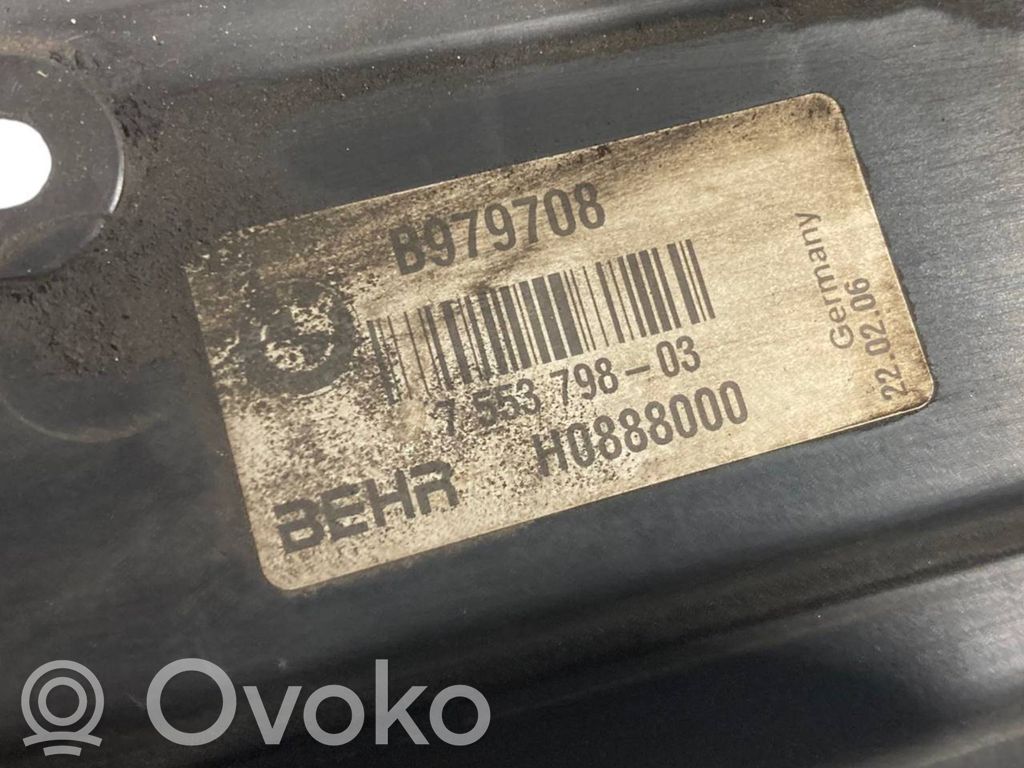 B979708
7 553 798-03
H0888000
BEHR
Germany
22.02.06
Ovoko